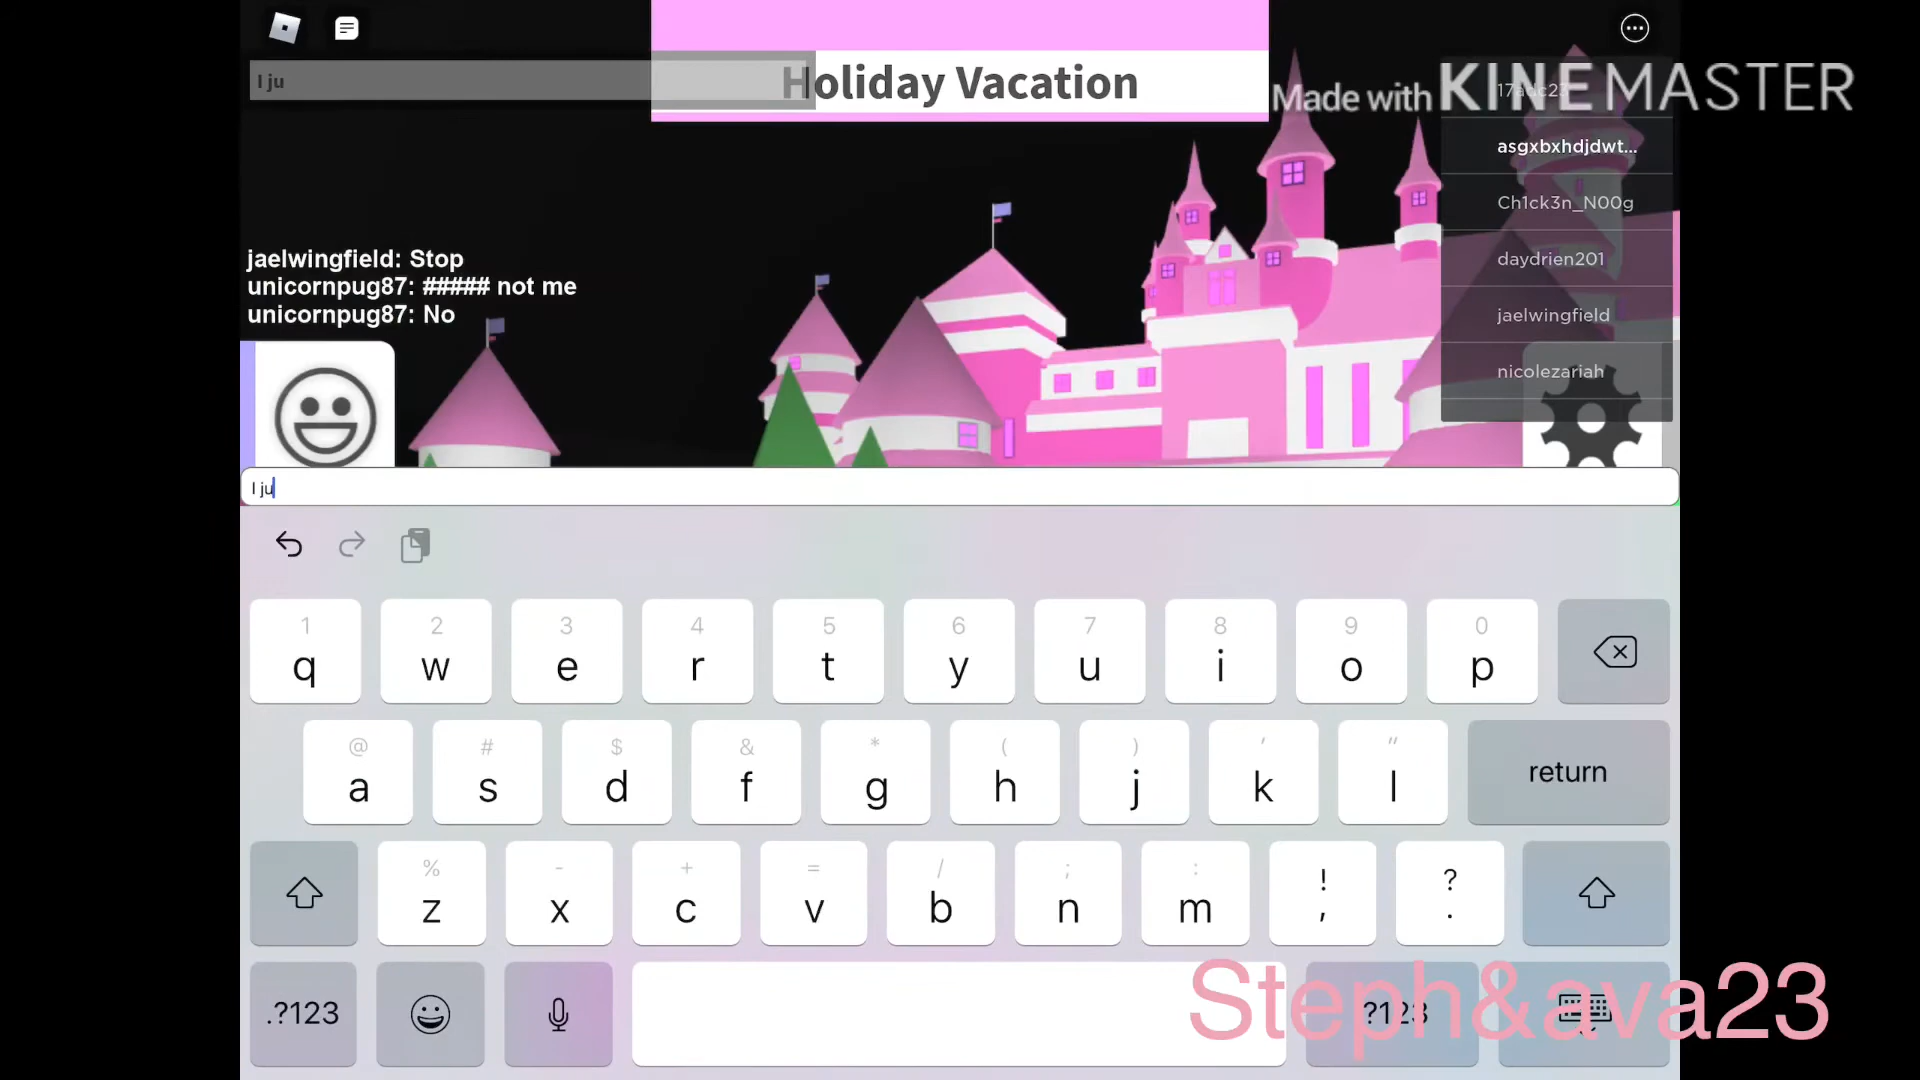 I ju
Holiday Vacation
Made with KINEMASTER
asgxbxhdjdwt...
Ch1ck3n_N00g
daydrien201
jaelwingfield
nicolezariah
jaelwingfield: Stop
unicornpug87: ##### not me
unicornpug87: No
I ju
1 2 3 4 5 6 7 8 9 0
q w e r t y u i o p
@ # $ & * ( ) ' "
a s d f g h j k l return
% - + = / ; : ! ?
z x c v b n m , .
.?123 .?123
Steph&ava23